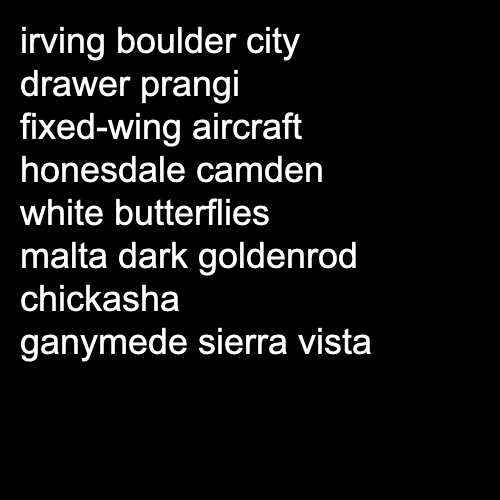 irving boulder city
drawer prangi
fixed-wing aircraft
honesdale camden
white butterflies
malta dark goldenrod
chickasha
ganymede sierra vista